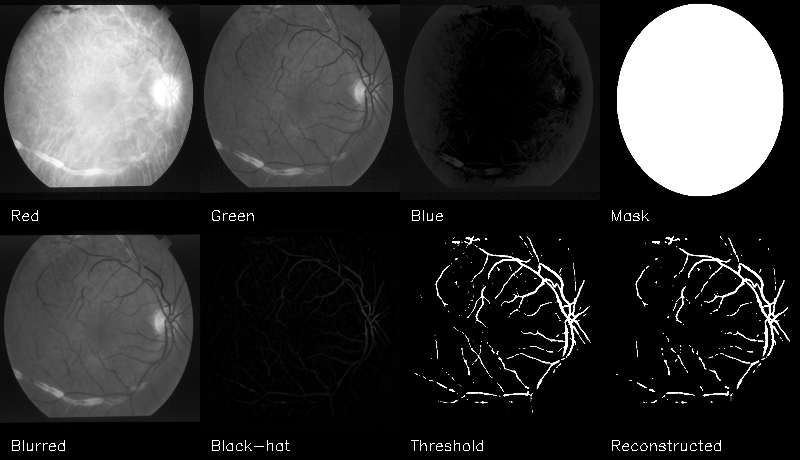 Red
Green
Blue
Mask
Blurred
Black-hat
Threshold
Reconstructed